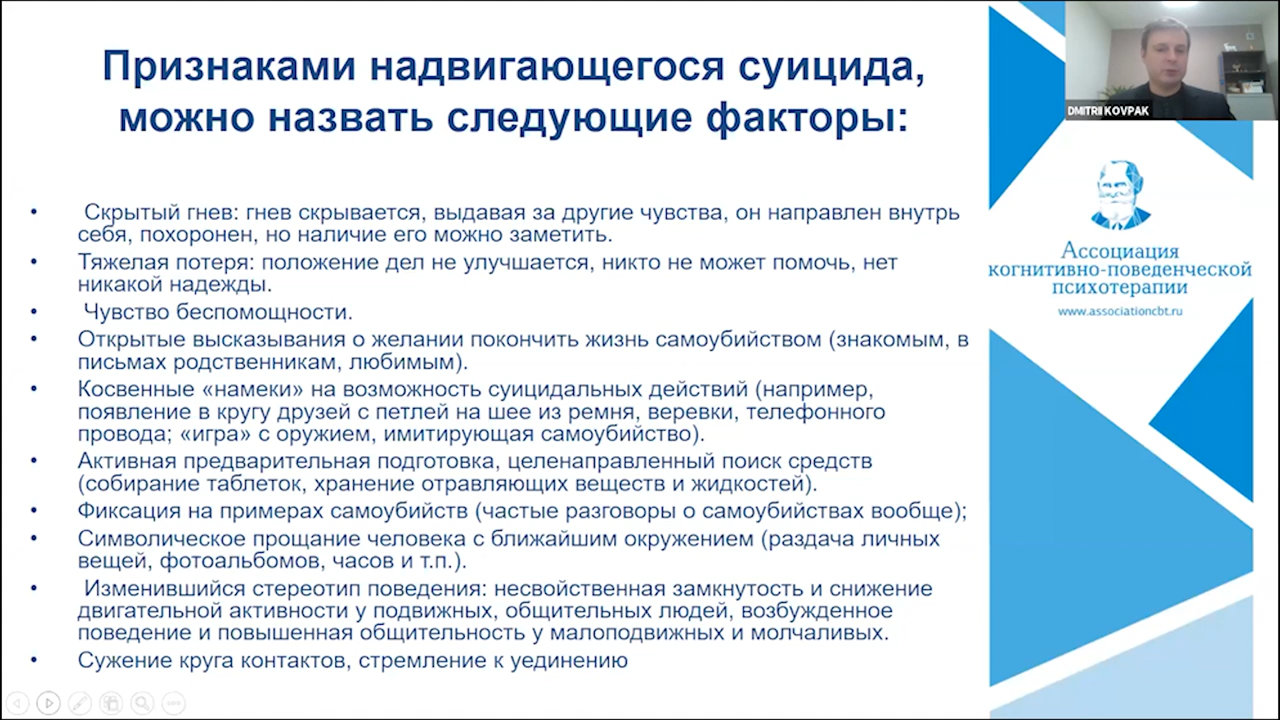 Признаками надвигающегося суицида,
можно назвать следующие факторы:
DMITRII KOVPAK
• Скрытый гнев: гнев скрывается, выдавая за другие чувства, он направлен внутрь
себя, похоронен, но наличие его можно заметить.
• Тяжелая потеря: положение дел не улучшается, никто не может помочь, нет
никакой надежды.
• Чувство беспомощности.
• Открытые высказывания о желании покончить жизнь самоубийством (знакомым, в
письмах родственникам, любимым).
• Косвенные «намеки» на возможность суицидальных действий (например,
появление в кругу друзей с петлей на шее из ремня, веревки, телефонного
провода; «игра» с оружием, имитирующая самоубийство).
• Активная предварительная подготовка, целенаправленный поиск средств
(собирание таблеток, хранение отравляющих веществ и жидкостей).
• Фиксация на примерах самоубийств (частые разговоры о самоубийствах вообще);
• Символическое прощание человека с ближайшим окружением (раздача личных
вещей, фотоальбомов, часов и т.п.).
• Изменившийся стереотип поведения: несвойственная замкнутость и снижение
двигательной активности у подвижных, общительных людей, возбужденное
поведение и повышенная общительность у малоподвижных и молчаливых.
• Сужение круга контактов, стремление к уединению
Ассоциация
когнитивно-поведенческой
психотерапии
www.associationcbt.ru